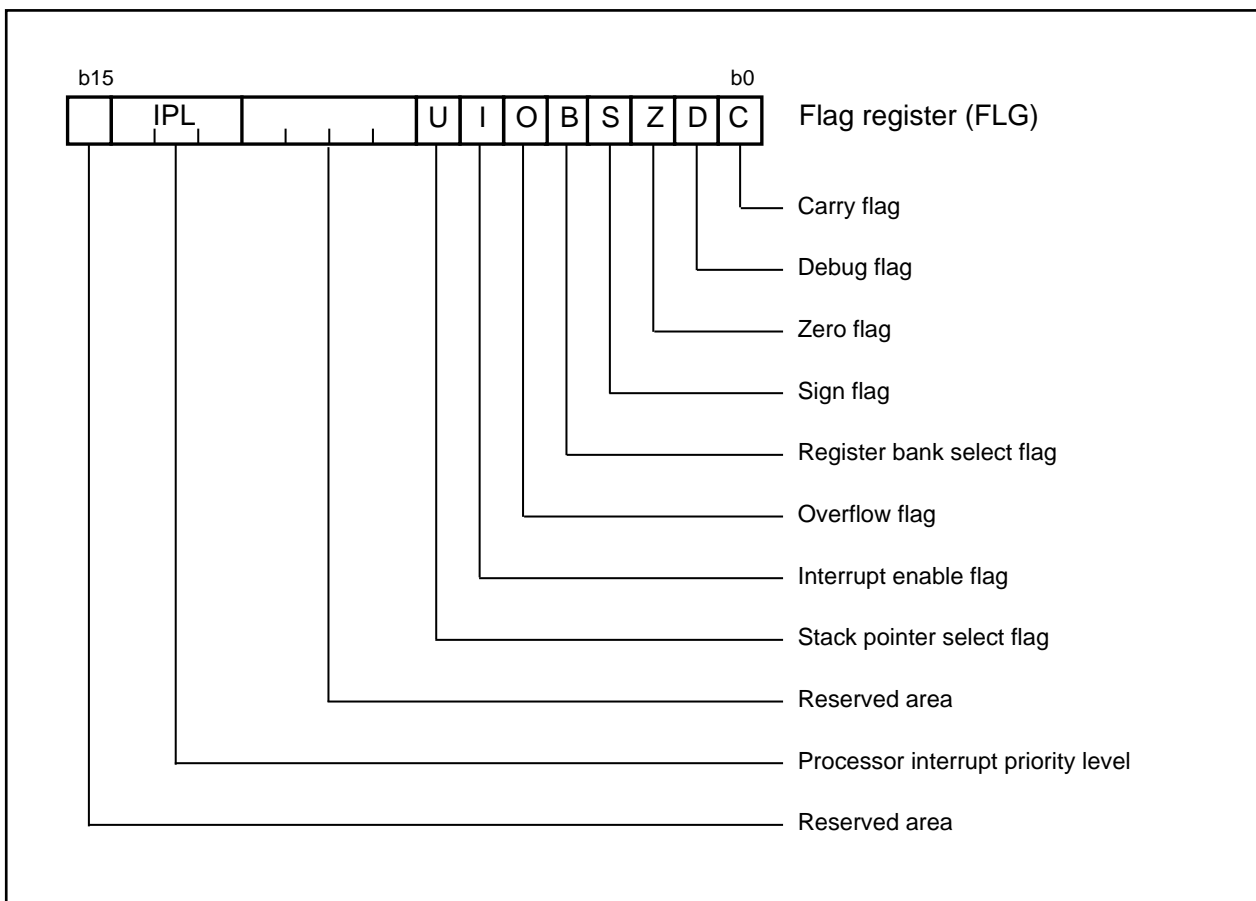 b15 b0
IPL U I O B S Z D C Flag register (FLG)
Carry flag
Debug flag
Zero flag
Sign flag
Register bank select flag
Overflow flag
Interrupt enable flag
Stack pointer select flag
Reserved area
Processor interrupt priority level
Reserved area